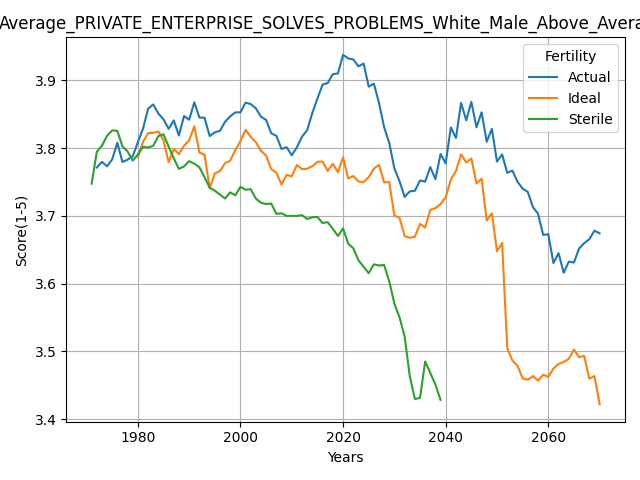 Average_PRIVATE_ENTERPRISE_SOLVES_PROBLEMS_White_Male_Above_Avera
Fertility
Actual
Ideal
Sterile
3.9
3.8
3.7
3.6
3.5
3.4
Score(1-5)
1980
2000
2020
2040
2060
Years